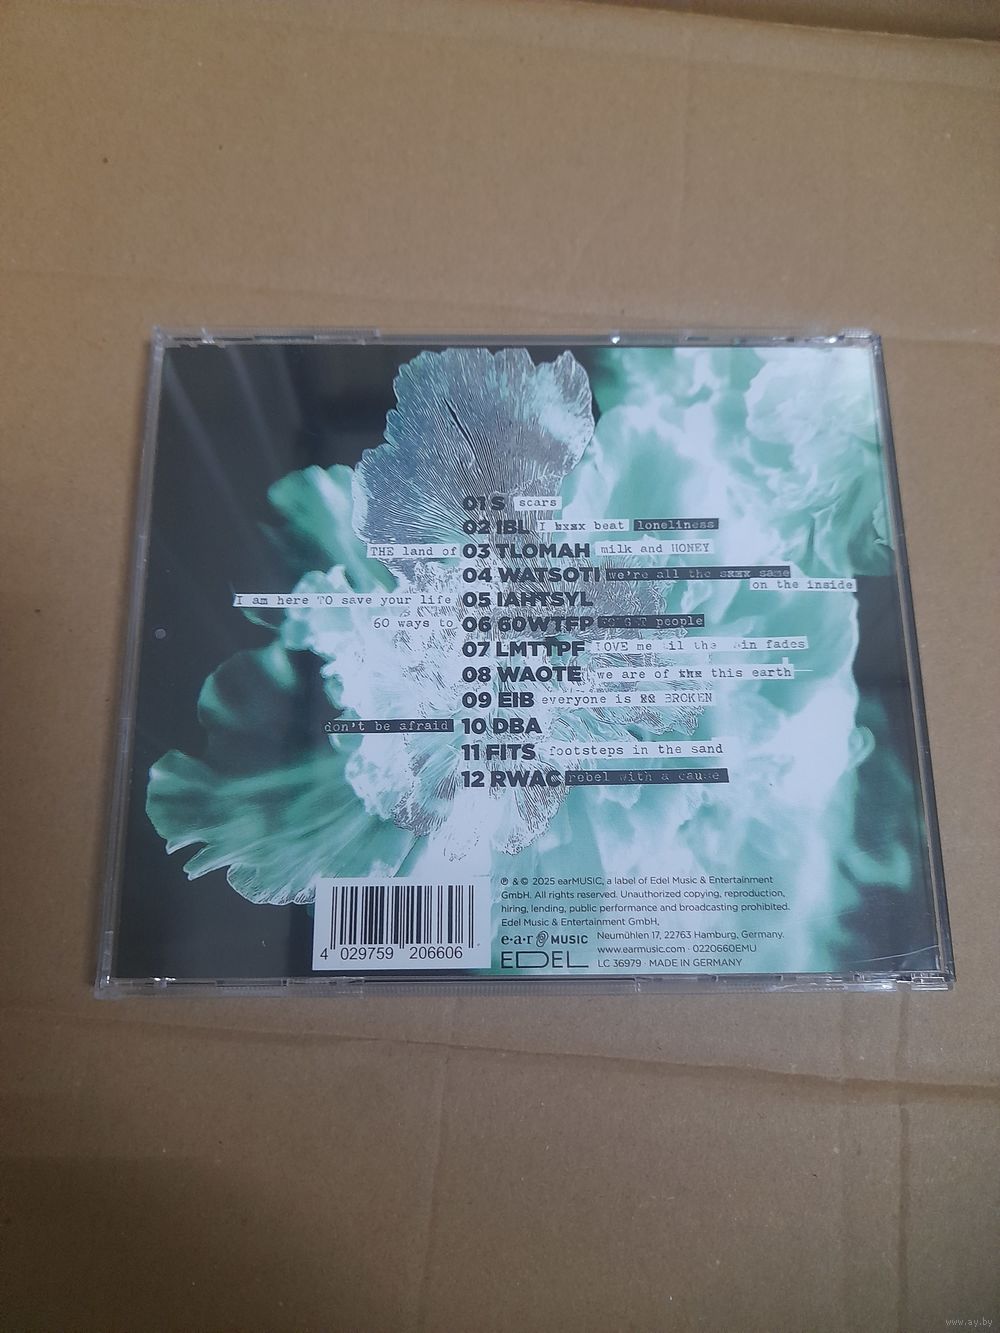 01 S scars
02 IBL I beat loneliness
THE land of 03 TLOMAH milk and HONEY
04 WATSOTI we're all the same
on the inside
I am here TO save your life 05 IAHTSYL
60 ways to 06 60WTFP people
07 LMTTPF LOVE me the fades
08 WAOTE we are of this earth
09 EIB everyone is BROKEN
don't be afraid 10 DBA
11 FITS footsteps in the sand
12 RWAC rebel with a cause
℗ & © 2025 earMUSIC, a label of Edel Music & Entertainment
GmbH. All rights reserved. Unauthorized copying, reproduction,
hiring, lending, public performance and broadcasting prohibited.
Edel Music & Entertainment GmbH,
e·a·r MUSIC Neumühlen 17, 22763 Hamburg, Germany.
www.earmusic.com · 0220660EMU
EDEL LC 36979 · MADE IN GERMANY
4 029759 206606
www.ay.by